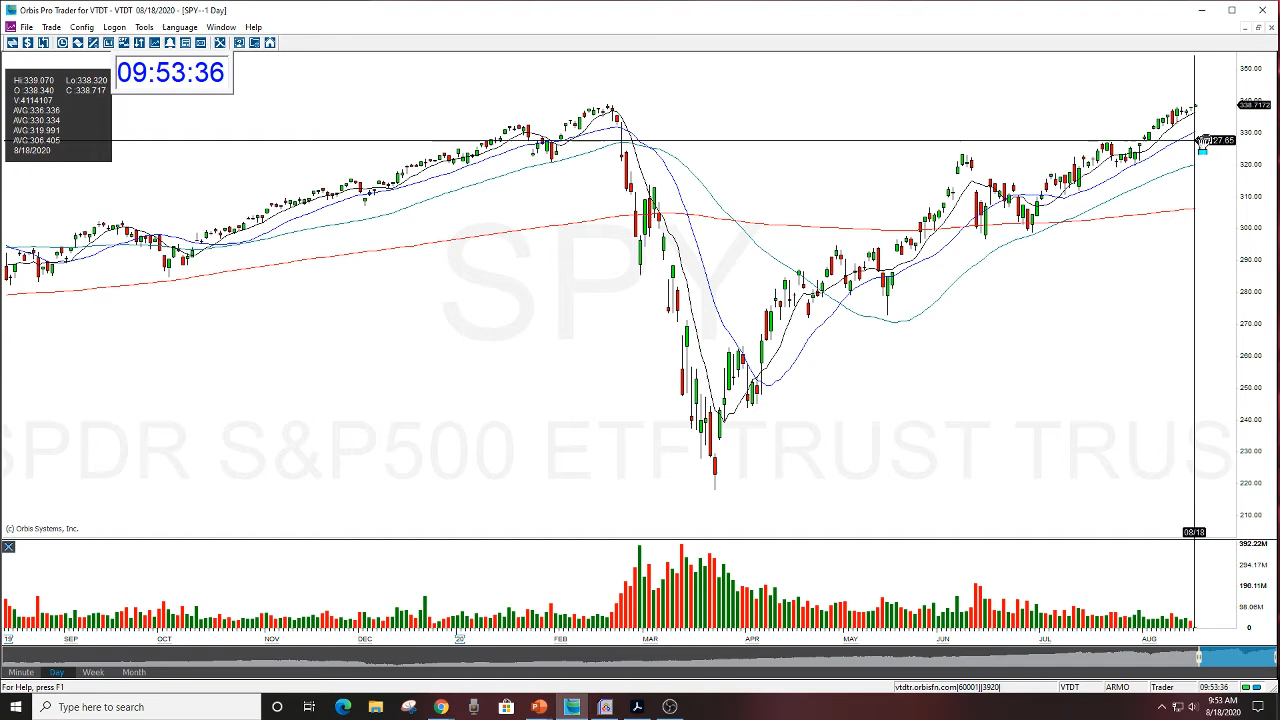 Orbis Pro Trader for VTDT - VTDT 08/18/2020 - [SPY--1 Day]
File Trade Config Logon Tools Language Window Help
09:53:36
Hi:339.070 Lo:338.320
O :338.340 C :338.717
V:4114107
AVG:336.336
AVG:330.334
AVG:319.991
AVG:306.405
8/18/2020
350.00
338.7172
330.00
27.65
320.00
310.00
300.00
290.00
280.00
270.00
260.00
250.00
240.00
230.00
220.00
210.00
SPY
SPDR S&P500 ETF TRUST TRUS
(c) Orbis Systems, Inc.
08/18
392.22M
294.17M
196.11M
98.06M
0
19 SEP OCT NOV DEC 20 FEB MAR APR MAY JUN JUL AUG
Minute Day Week Month
For Help, press F1
vtdtr.orbisfn.com|60001||3920| VTDT ARMO Trader 09:53:36
Type here to search
9:53 AM
8/18/2020